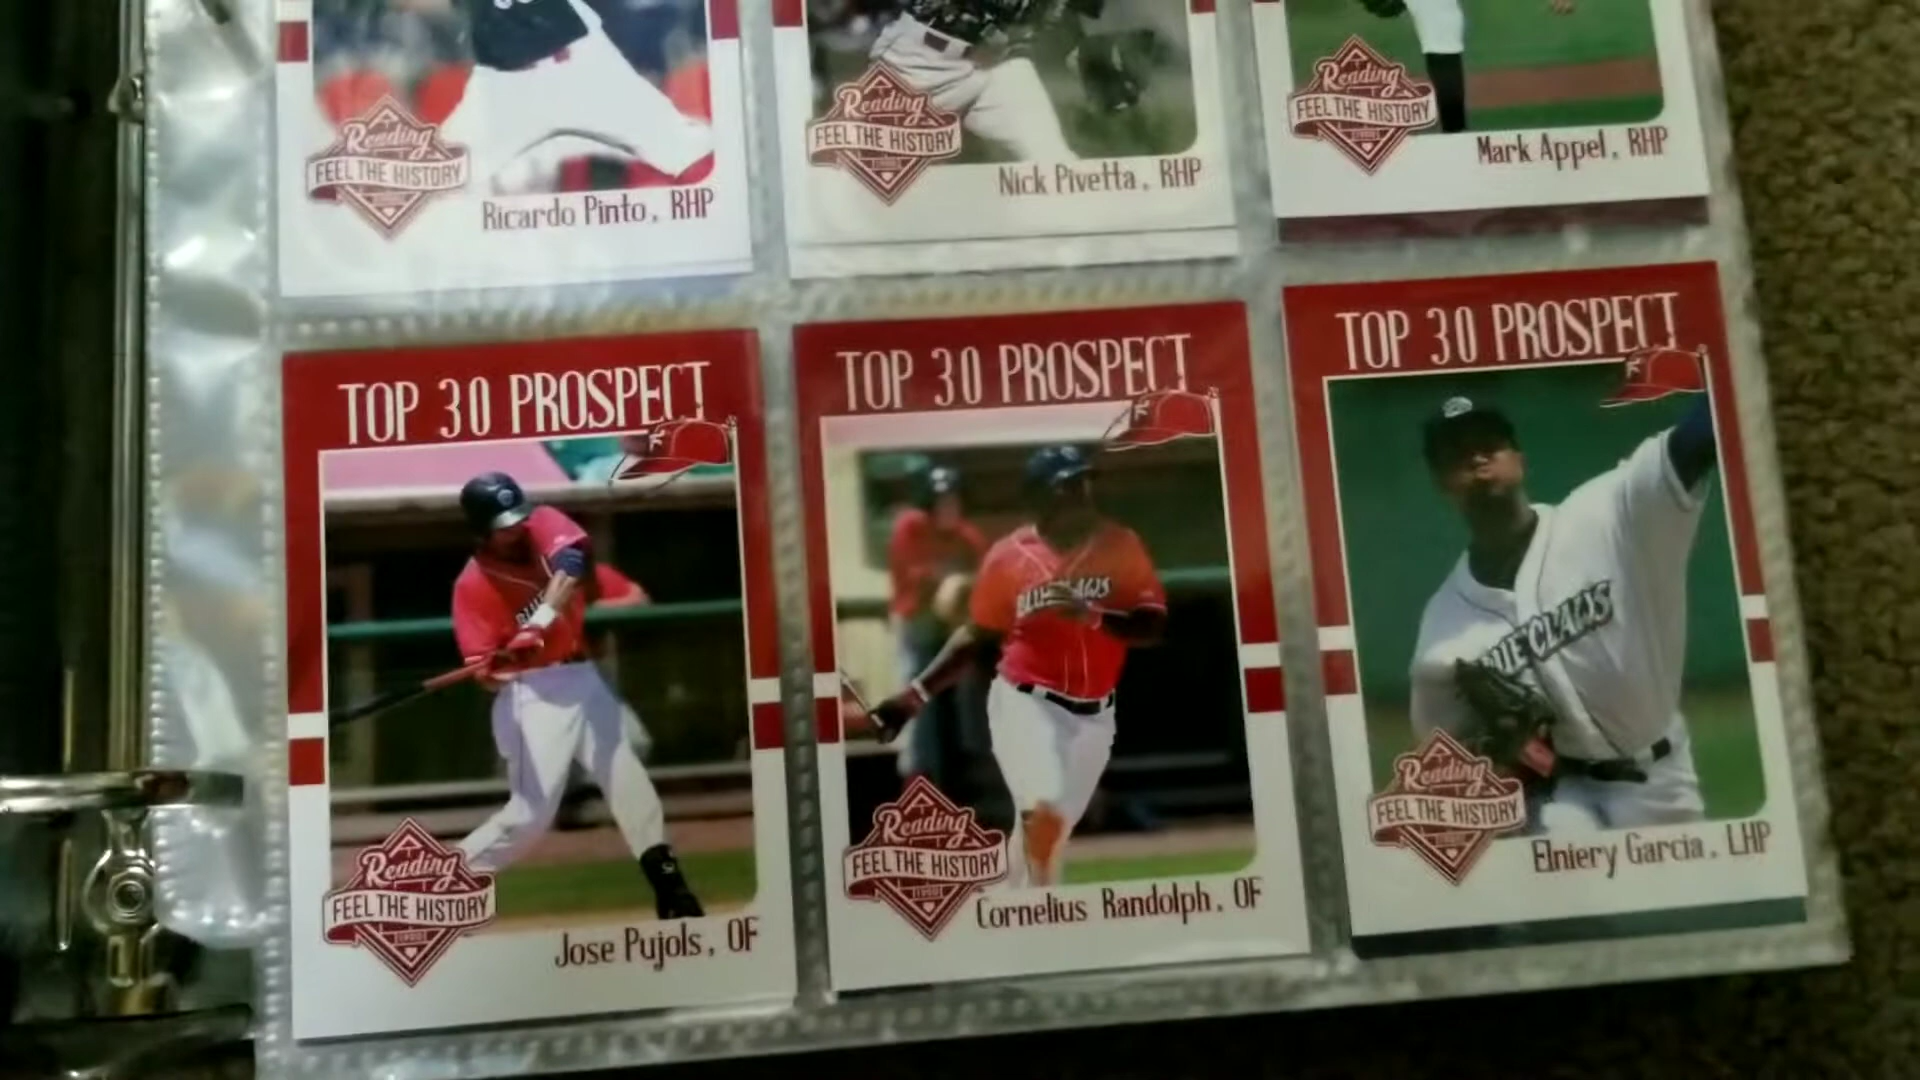 Reading
FEEL THE HISTORY
Ricardo Pinto, RHP
Reading
FEEL THE HISTORY
Nick Pivetta, RHP
Reading
FEEL THE HISTORY
Mark Appel, RHP
TOP 30 PROSPECT
Reading
FEEL THE HISTORY
Jose Pujols, OF
TOP 30 PROSPECT
BLUECLAWS
Reading
FEEL THE HISTORY
Cornelius Randolph, OF
TOP 30 PROSPECT
BLUECLAWS
Reading
FEEL THE HISTORY
Elniery Garcia, LHP